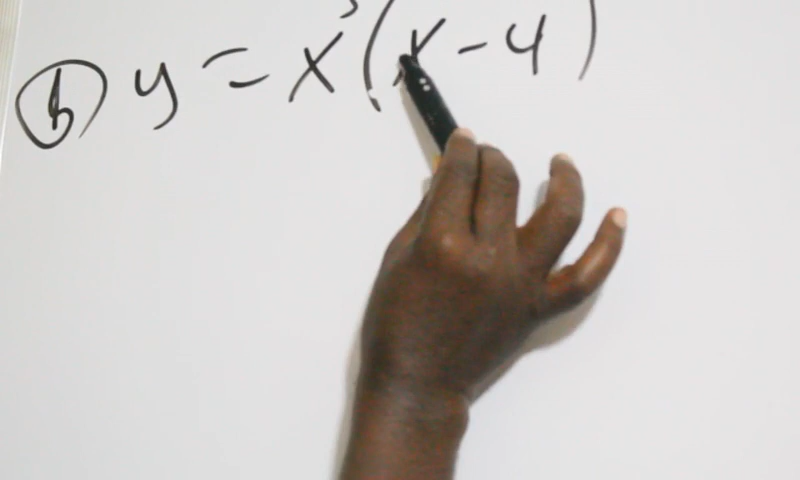 (b) y = x³(x - 4)